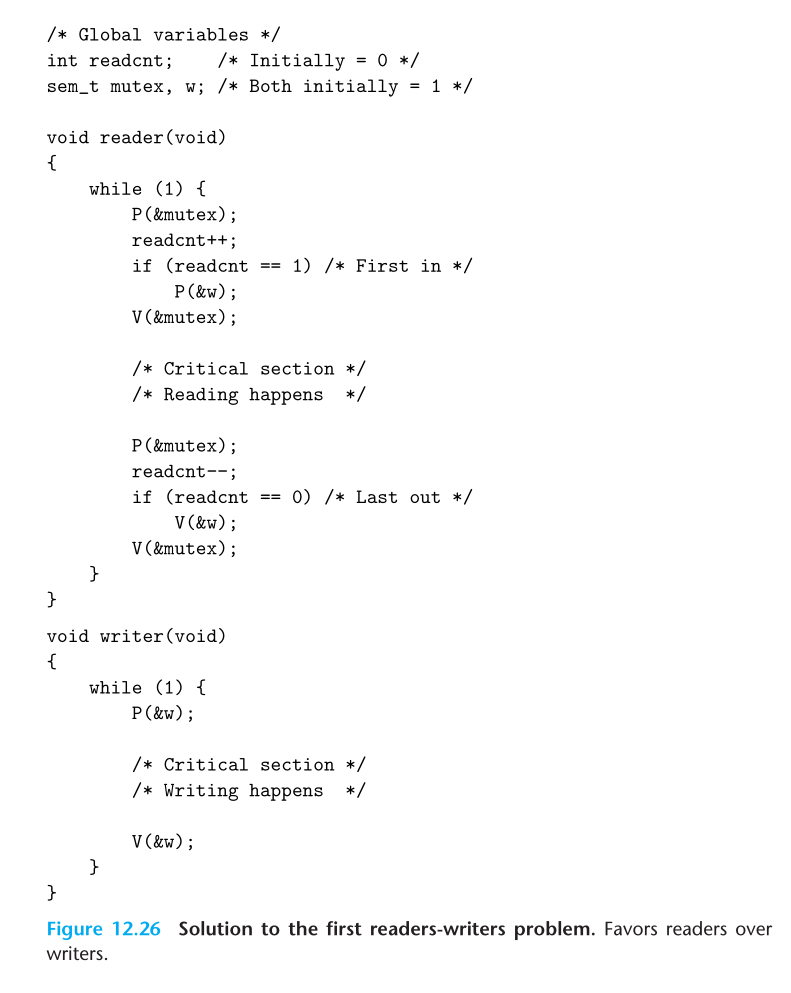 /* Global variables */
int readcnt;    /* Initially = 0 */
sem_t mutex, w; /* Both initially = 1 */

void reader(void)
{
    while (1) {
        P(&mutex);
        readcnt++;
        if (readcnt == 1) /* First in */
            P(&w);
        V(&mutex);

        /* Critical section */
        /* Reading happens  */

        P(&mutex);
        readcnt--;
        if (readcnt == 0) /* Last out */
            V(&w);
        V(&mutex);
    }
}
void writer(void)
{
    while (1) {
        P(&w);

        /* Critical section */
        /* Writing happens  */

        V(&w);
    }
}
Figure 12.26 Solution to the first readers-writers problem. Favors readers over
writers.